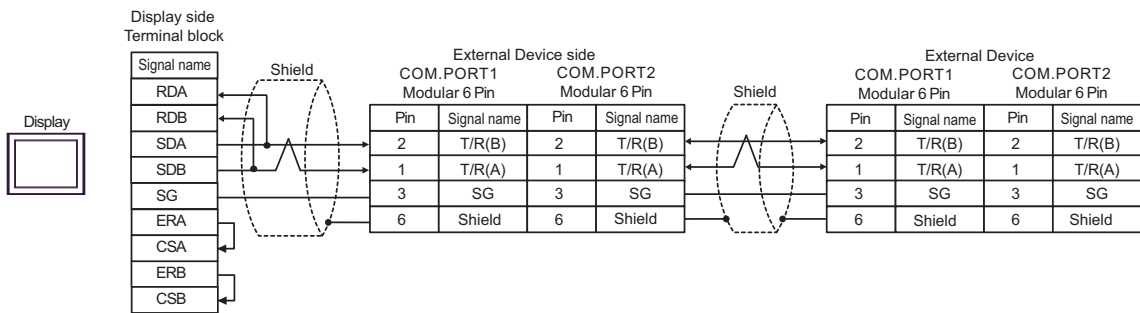 Display side
Terminal block
Signal name
RDA
RDB
SDA
SDB
SG
ERA
CSA
ERB
CSB
Display
Shield
External Device side
COM.PORT1 COM.PORT2
Modular 6 Pin Modular 6 Pin
Pin Signal name Pin Signal name
2 T/R(B) 2 T/R(B)
1 T/R(A) 1 T/R(A)
3 SG 3 SG
6 Shield 6 Shield
Shield
External Device
COM.PORT1 COM.PORT2
Modular 6 Pin Modular 6 Pin
Pin Signal name Pin Signal name
2 T/R(B) 2 T/R(B)
1 T/R(A) 1 T/R(A)
3 SG 3 SG
6 Shield 6 Shield